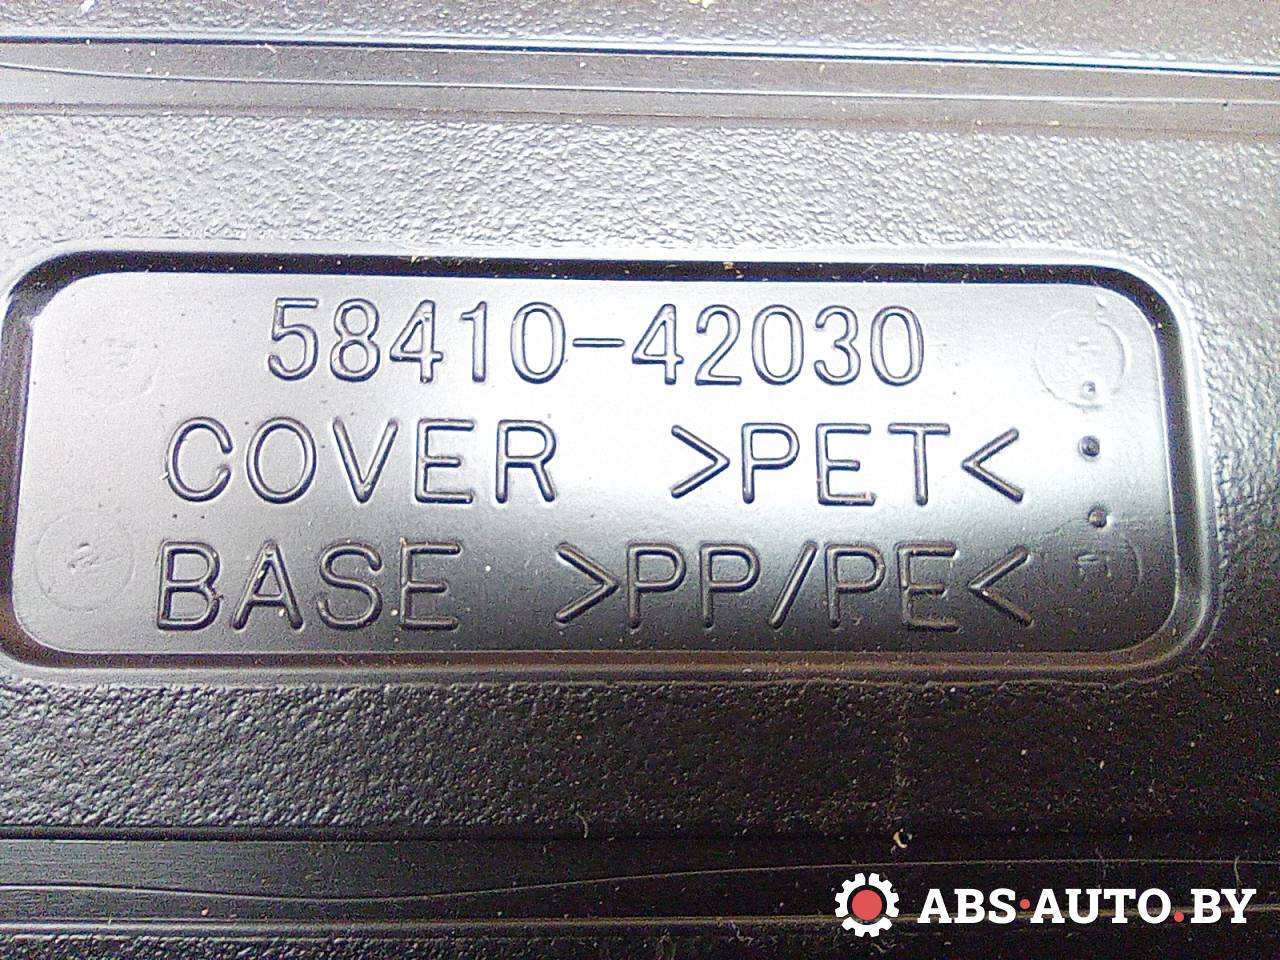 58410-42030
COVER >PET<
BASE >PP/PE<
ABS·AUTO.BY